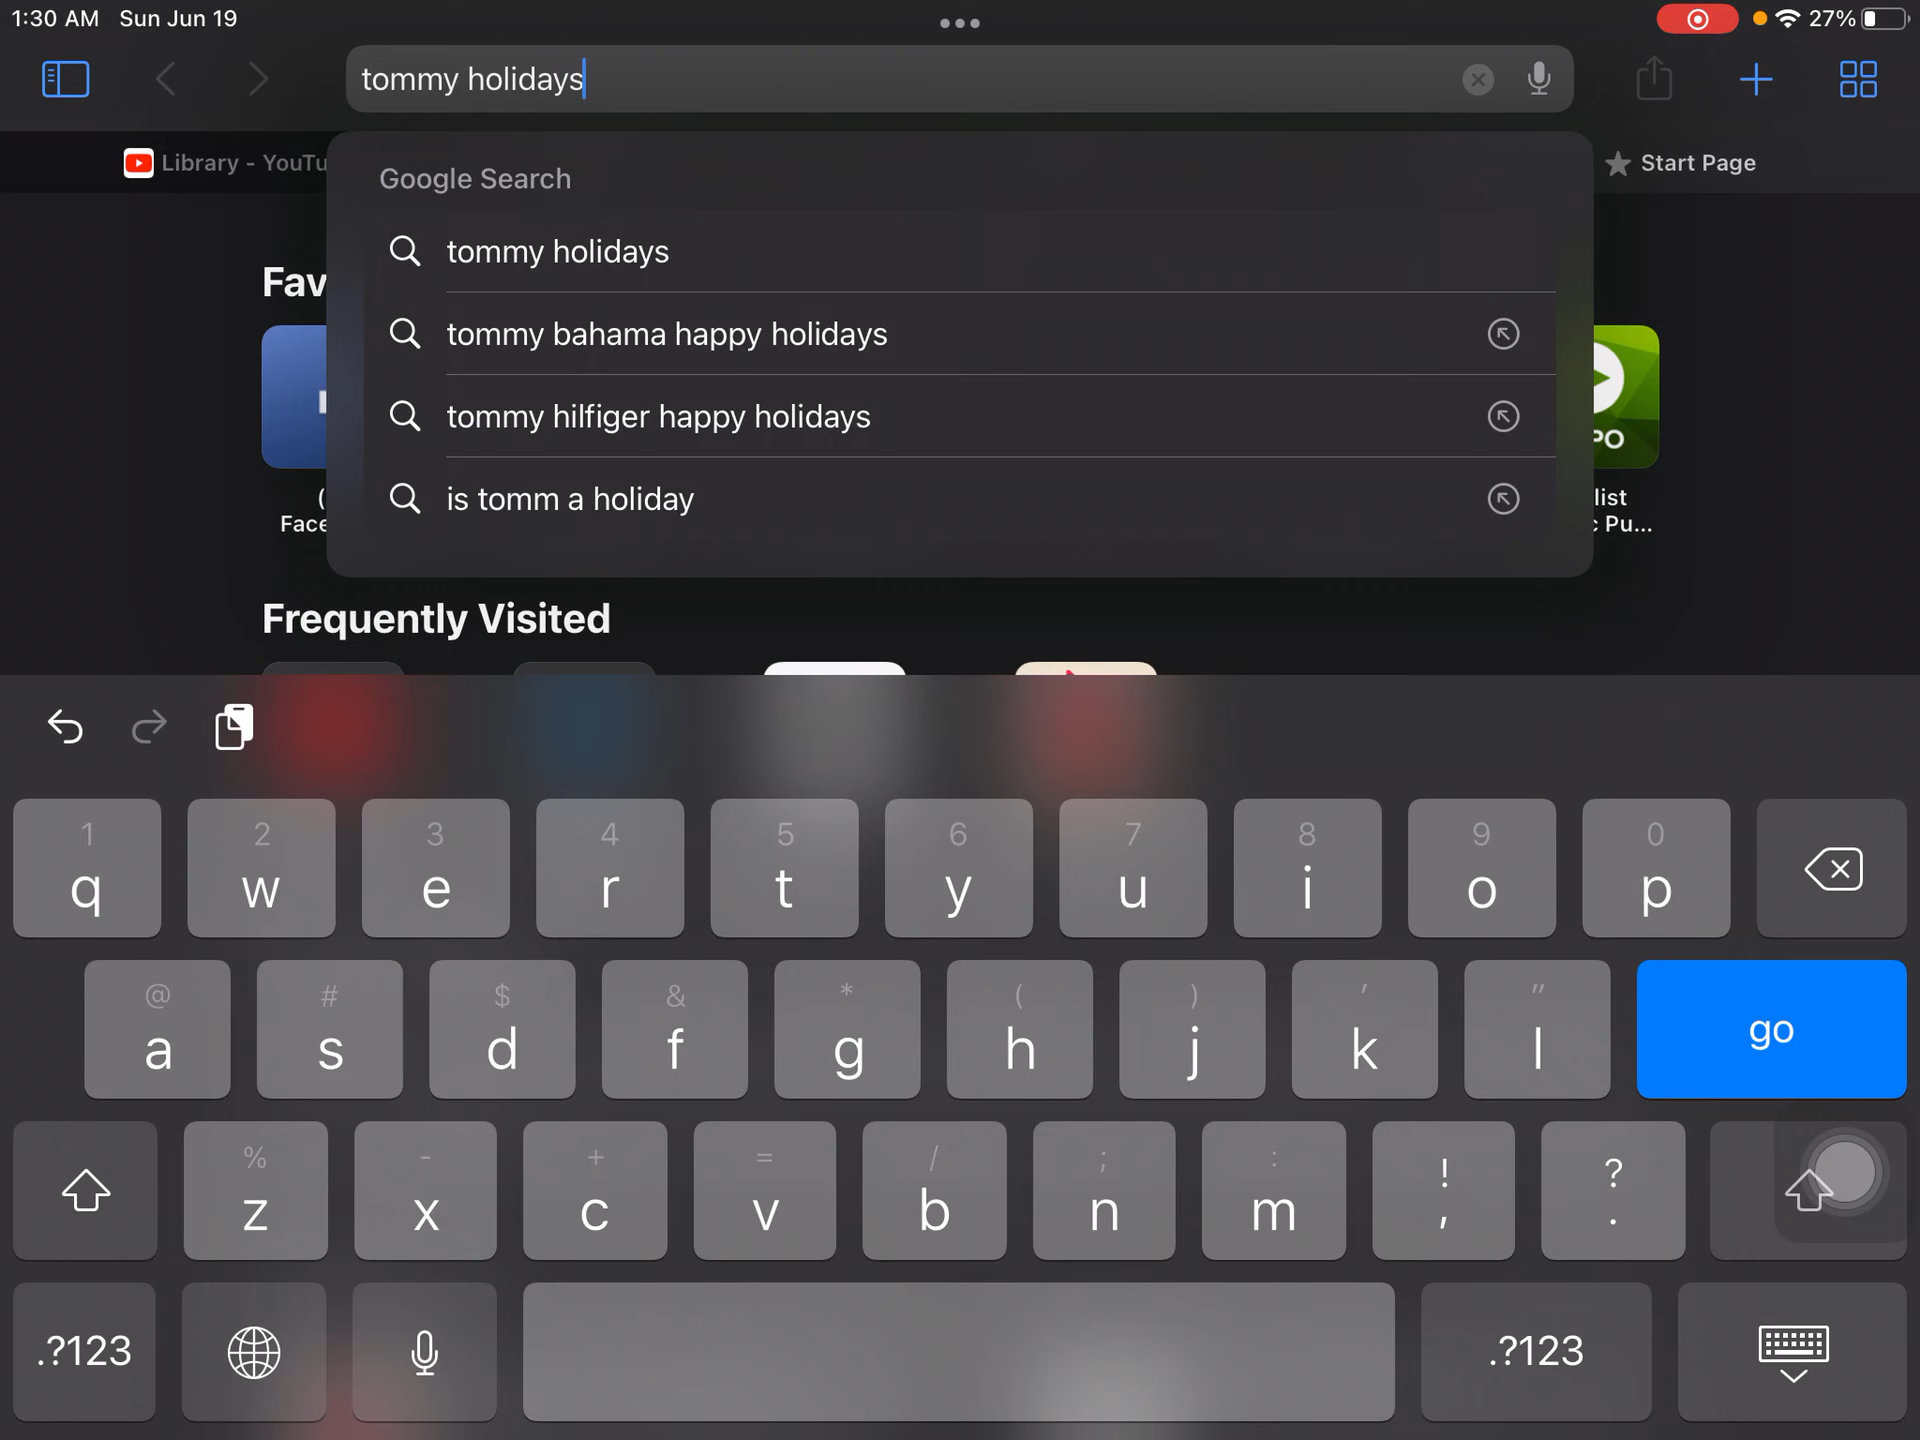 1:30 AM Sun Jun 19
27%
tommy holidays
Library - YouTu
Start Page
Google Search
tommy holidays
tommy bahama happy holidays
tommy hilfiger happy holidays
is tomm a holiday
Fav
(
Face
PO
list
c Pu...
Frequently Visited
1 2 3 4 5 6 7 8 9 0
q w e r t y u i o p
@ # $ & * ( ) ' "
a s d f g h j k l go
% - + = / ; : ! ?
z x c v b n m , .
.?123 .?123